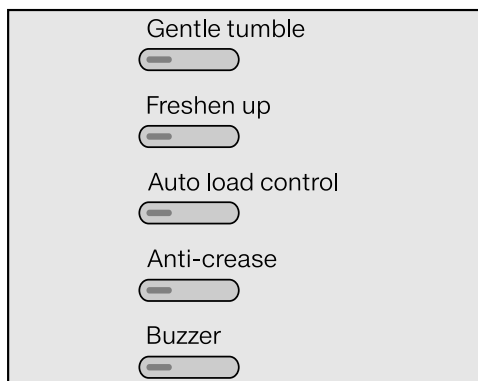 Gentle tumble
Freshen up
Auto load control
Anti-crease
Buzzer